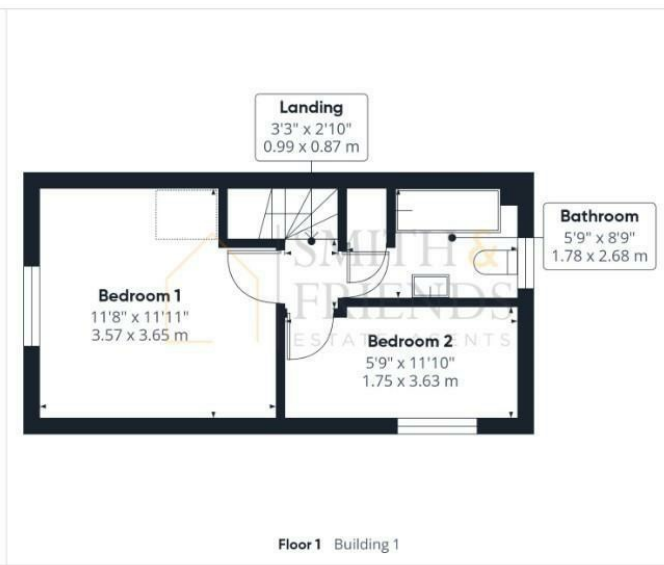 Landing
3'3" x 2'10"
0.99 x 0.87 m
Bathroom
5'9" x 8'9"
1.78 x 2.68 m
SMITH &
FRIENDS
ESTATE AGENTS
Bedroom 1
11'8" x 11'11"
3.57 x 3.65 m
Bedroom 2
5'9" x 11'10"
1.75 x 3.63 m
Floor 1 Building 1